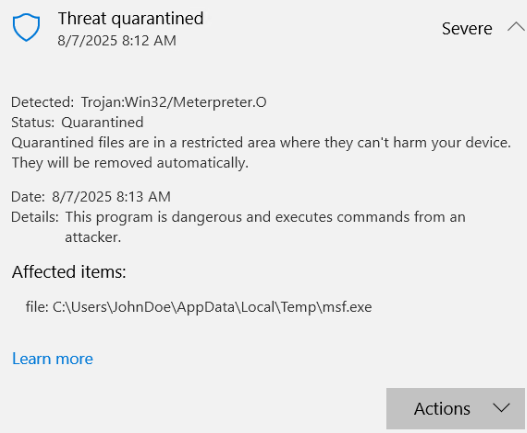 Threat quarantined
8/7/2025 8:12 AM
Severe
Detected: Trojan:Win32/Meterpreter.O
Status: Quarantined
Quarantined files are in a restricted area where they can't harm your device.
They will be removed automatically.
Date: 8/7/2025 8:13 AM
Details: This program is dangerous and executes commands from an
attacker.
Affected items:
file: C:\Users\JohnDoe\AppData\Local\Temp\msf.exe
Learn more
Actions